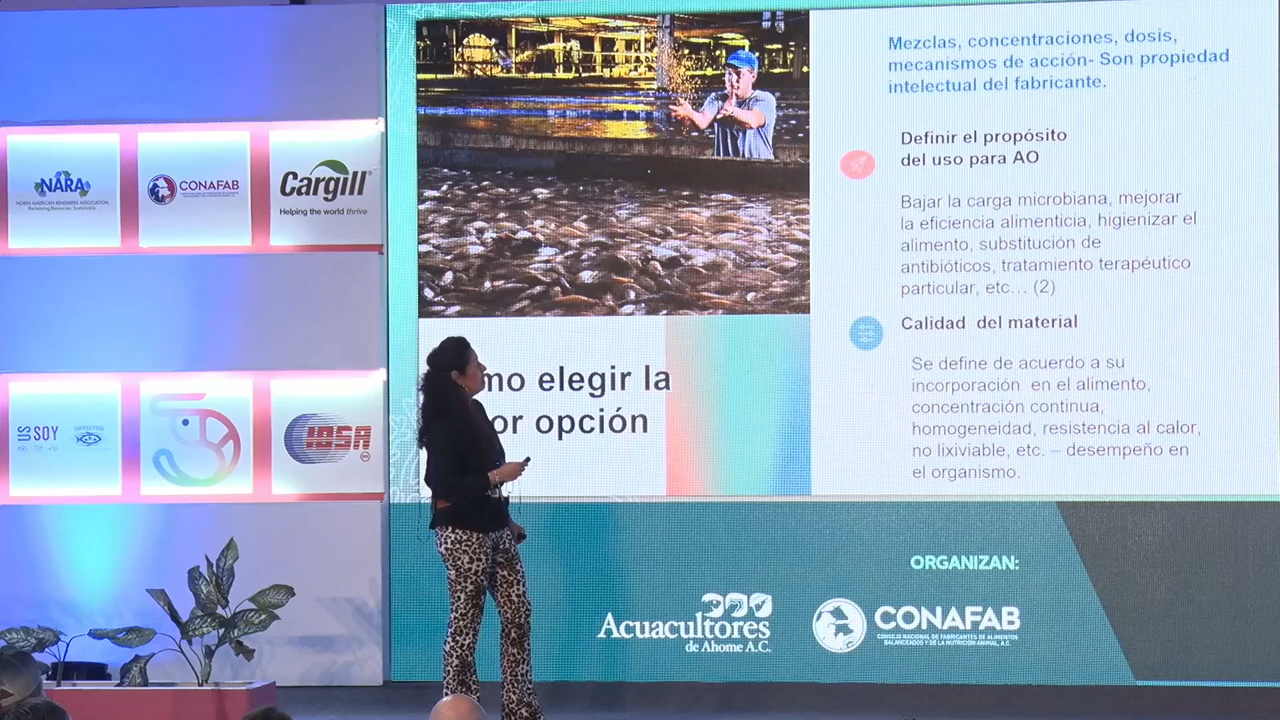 NARA
NORTH AMERICAN RENDERERS ASSOCIATION
Reclaiming Resources, Sustainably
CONAFAB
Cargill
Helping the world thrive
US SOY
IBSA
Mezclas, concentraciones, dosis,
mecanismos de acción- Son propiedad
intelectual del fabricante.
Definir el propósito
del uso para AO
Bajar la carga microbiana, mejorar
la eficiencia alimenticia, higienizar el
alimento, substitución de
antibióticos, tratamiento terapéutico
particular, etc... (2)
Calidad del material
Se define de acuerdo a su
incorporación en el alimento,
concentración continua,
homogeneidad, resistencia al calor,
no lixiviable, etc. – desempeño en
el organismo.
mo elegir la
or opción
ORGANIZAN:
Acuacultores
de Ahome A.C.
CONAFAB
CONSEJO NACIONAL DE FABRICANTES DE ALIMENTOS
BALANCEADOS Y DE LA NUTRICIÓN ANIMAL, A.C.